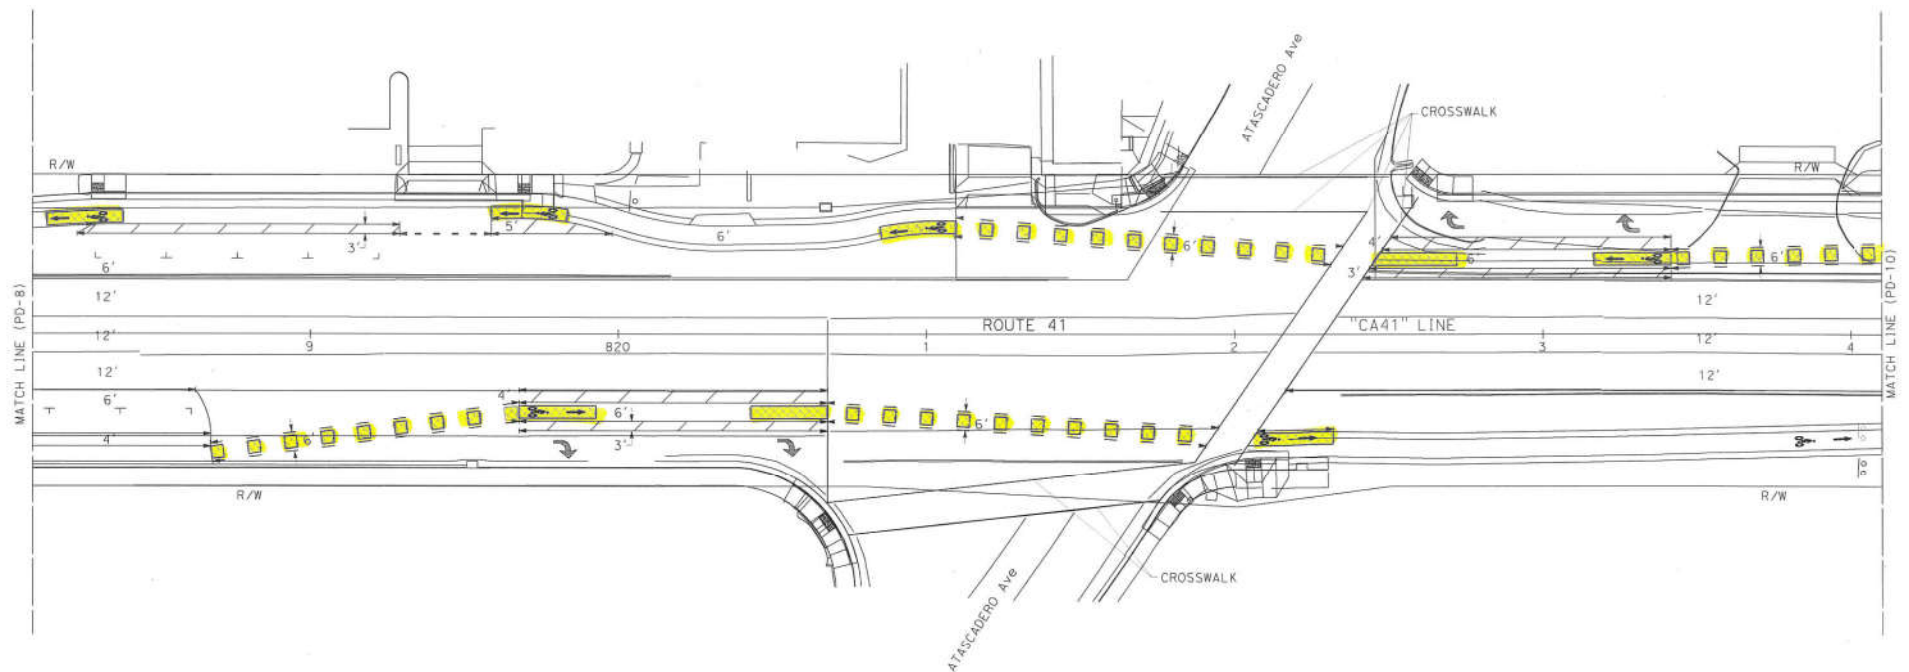 ATASCADERO Ave
CROSSWALK
R/W
R/W
5'
3'
6'
6'
4'
6'
6'
3'
6'
12'
12'
MATCH LINE (PD-8)
MATCH LINE (PD-10)
ROUTE 41
"CA41" LINE
12'
12'
9
820
1
2
3
4
12'
12'
6'
4'
4'
6'
3'
6'
6'
R/W
R/W
CROSSWALK
ATASCADERO Ave